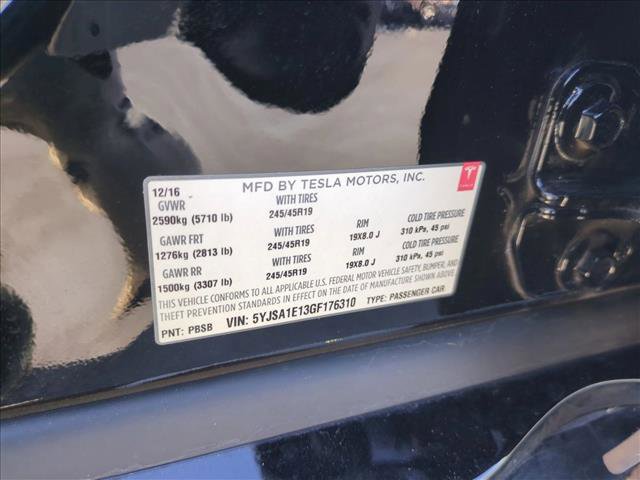 12/16 MFD BY TESLA MOTORS, INC.
GVWR WITH TIRES
2590kg (5710 lb) 245/45R19 RIM COLD TIRE PRESSURE
GAWR FRT WITH TIRES 19X8.0 J 310 kPa, 45 psi
1276kg (2813 lb) 245/45R19 RIM COLD TIRE PRESSURE
GAWR RR WITH TIRES 19X8.0 J 310 kPa, 45 psi
1500kg (3307 lb) 245/45R19
THIS VEHICLE CONFORMS TO ALL APPLICABLE U.S. FEDERAL MOTOR VEHICLE SAFETY, BUMPER, AND
THEFT PREVENTION STANDARDS IN EFFECT ON THE DATE OF MANUFACTURE SHOWN ABOVE.
PNT: PBSB VIN: 5YJSA1E13GF176310 TYPE: PASSENGER CAR